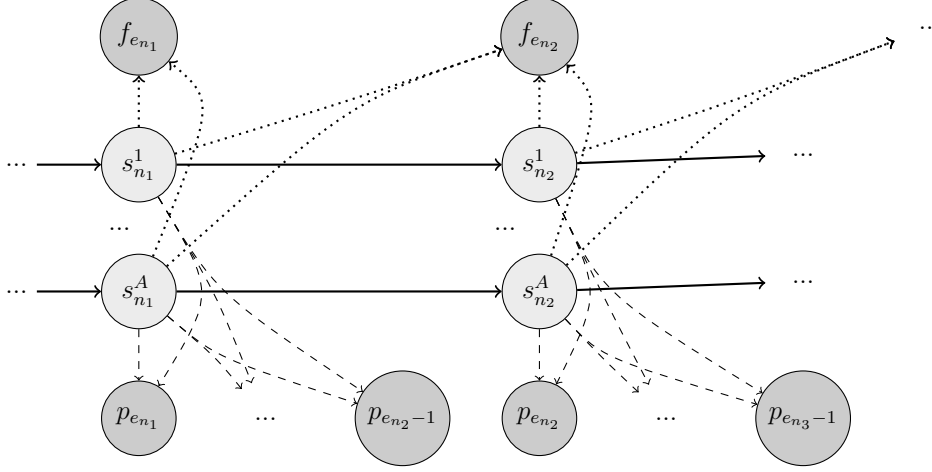 f_{e_{n_1}} f_{e_{n_2}} ..
... s^1_{n_1} s^1_{n_2} ...
... ...
... s^A_{n_1} s^A_{n_2} ...
p_{e_{n_1}} ... p_{e_{n_2}-1} p_{e_{n_2}} ... p_{e_{n_3}-1}